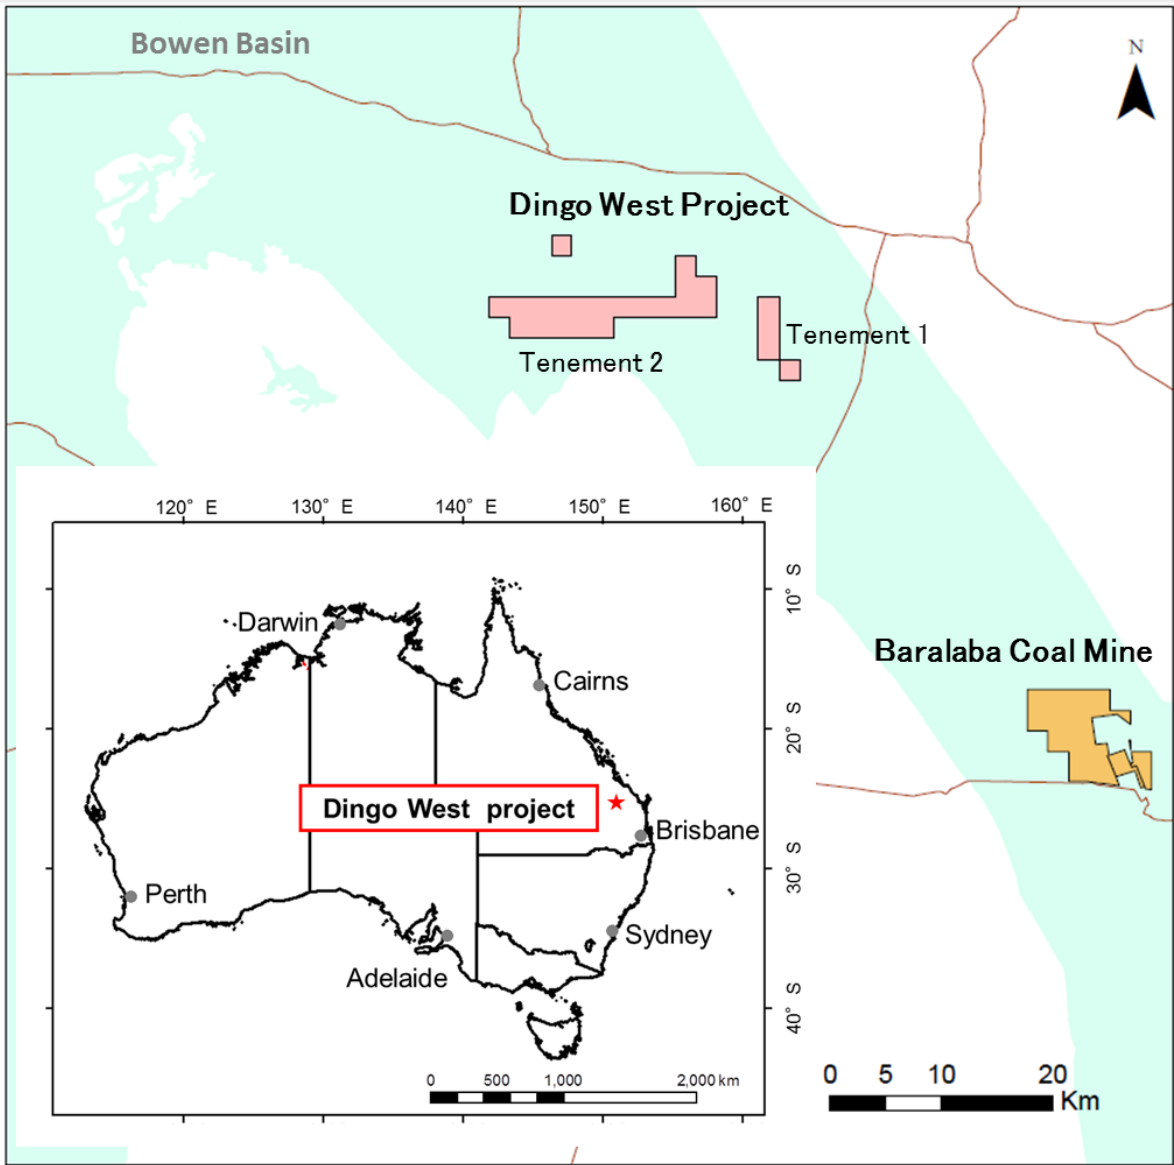 Bowen Basin
N
Dingo West Project
Tenement 1
Tenement 2
120° E
130° E
140° E
150° E
160° E
10° S
20° S
30° S
40° S
Darwin
Cairns
Dingo West project
Brisbane
Perth
Sydney
Adelaide
0 500 1,000 2,000 km
Baralaba Coal Mine
0 5 10 20
Km